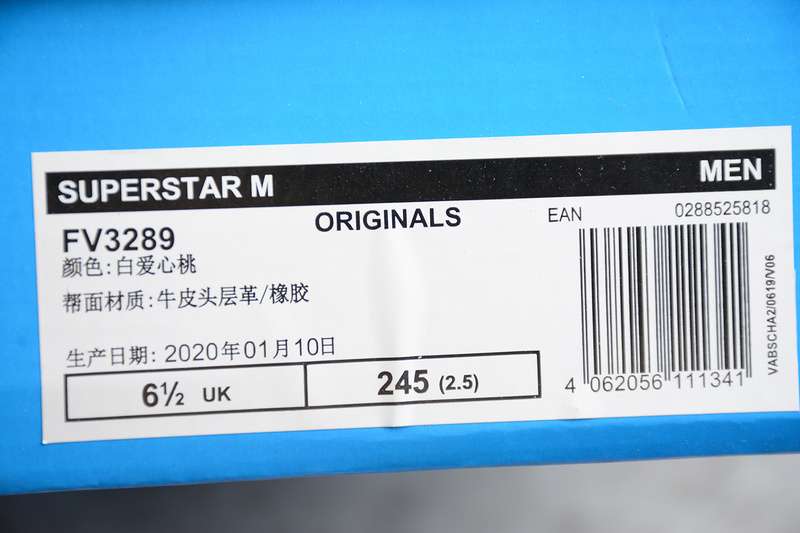 SUPERSTAR M MEN
ORIGINALS
EAN 0288525818
FV3289
颜色:白爱心桃
帮面材质:牛皮头层革/橡胶
生产日期: 2020年01月10日
6½ UK 245 (2.5)
4 062056 111341
VABSCHA2/0619/V06